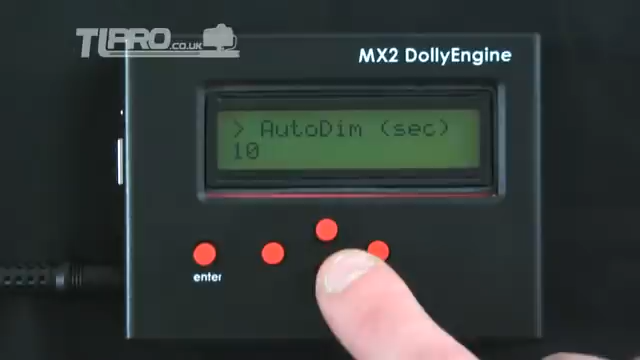 TLPRO.co.uk
MX2 DollyEngine
> AutoDim (sec)
10
enter